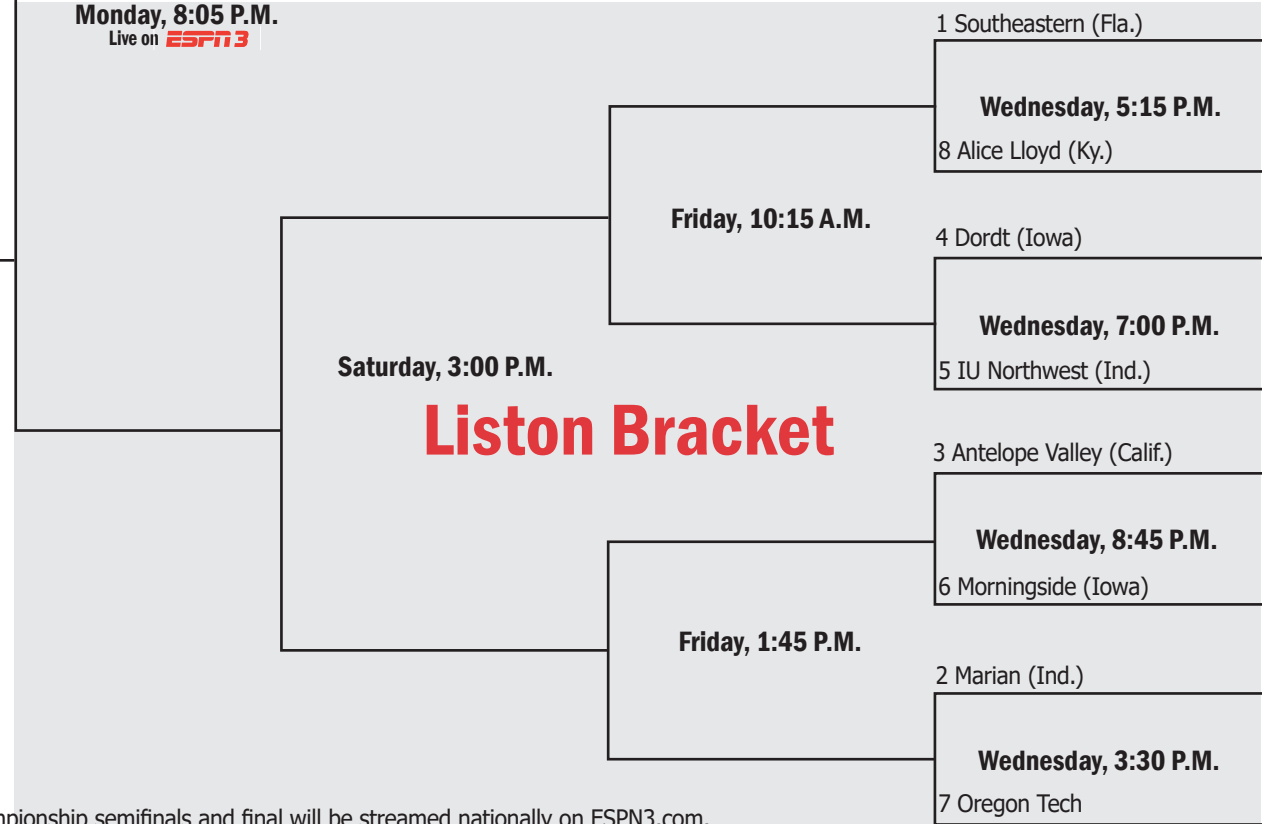 Monday, 8:05 P.M.
Live on ESPN3
1 Southeastern (Fla.)
Wednesday, 5:15 P.M.
8 Alice Lloyd (Ky.)
Friday, 10:15 A.M.
4 Dordt (Iowa)
Wednesday, 7:00 P.M.
5 IU Northwest (Ind.)
Saturday, 3:00 P.M.
Liston Bracket
3 Antelope Valley (Calif.)
Wednesday, 8:45 P.M.
6 Morningside (Iowa)
Friday, 1:45 P.M.
2 Marian (Ind.)
Wednesday, 3:30 P.M.
7 Oregon Tech
semifinals and final will be streamed nationally on ESPN3.com.